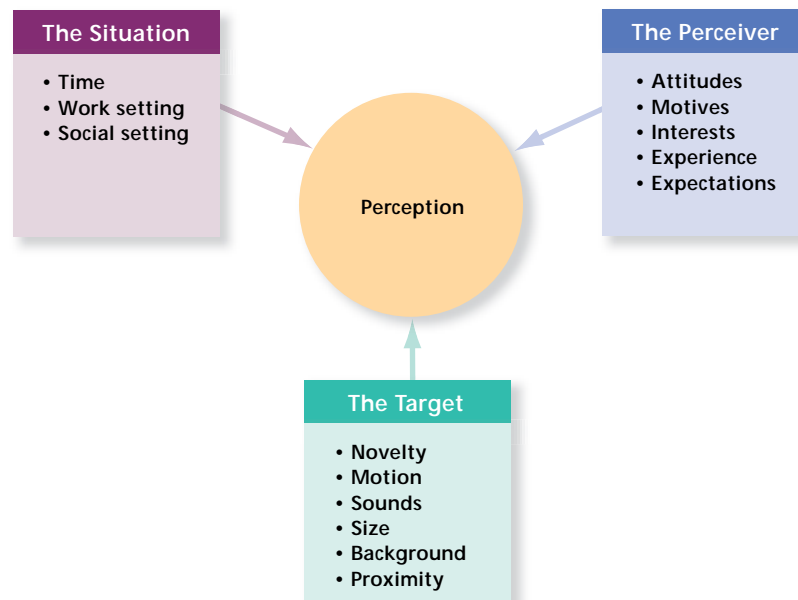 The Situation
• Time
• Work setting
• Social setting
The Perceiver
• Attitudes
• Motives
• Interests
• Experience
• Expectations
Perception
The Target
• Novelty
• Motion
• Sounds
• Size
• Background
• Proximity